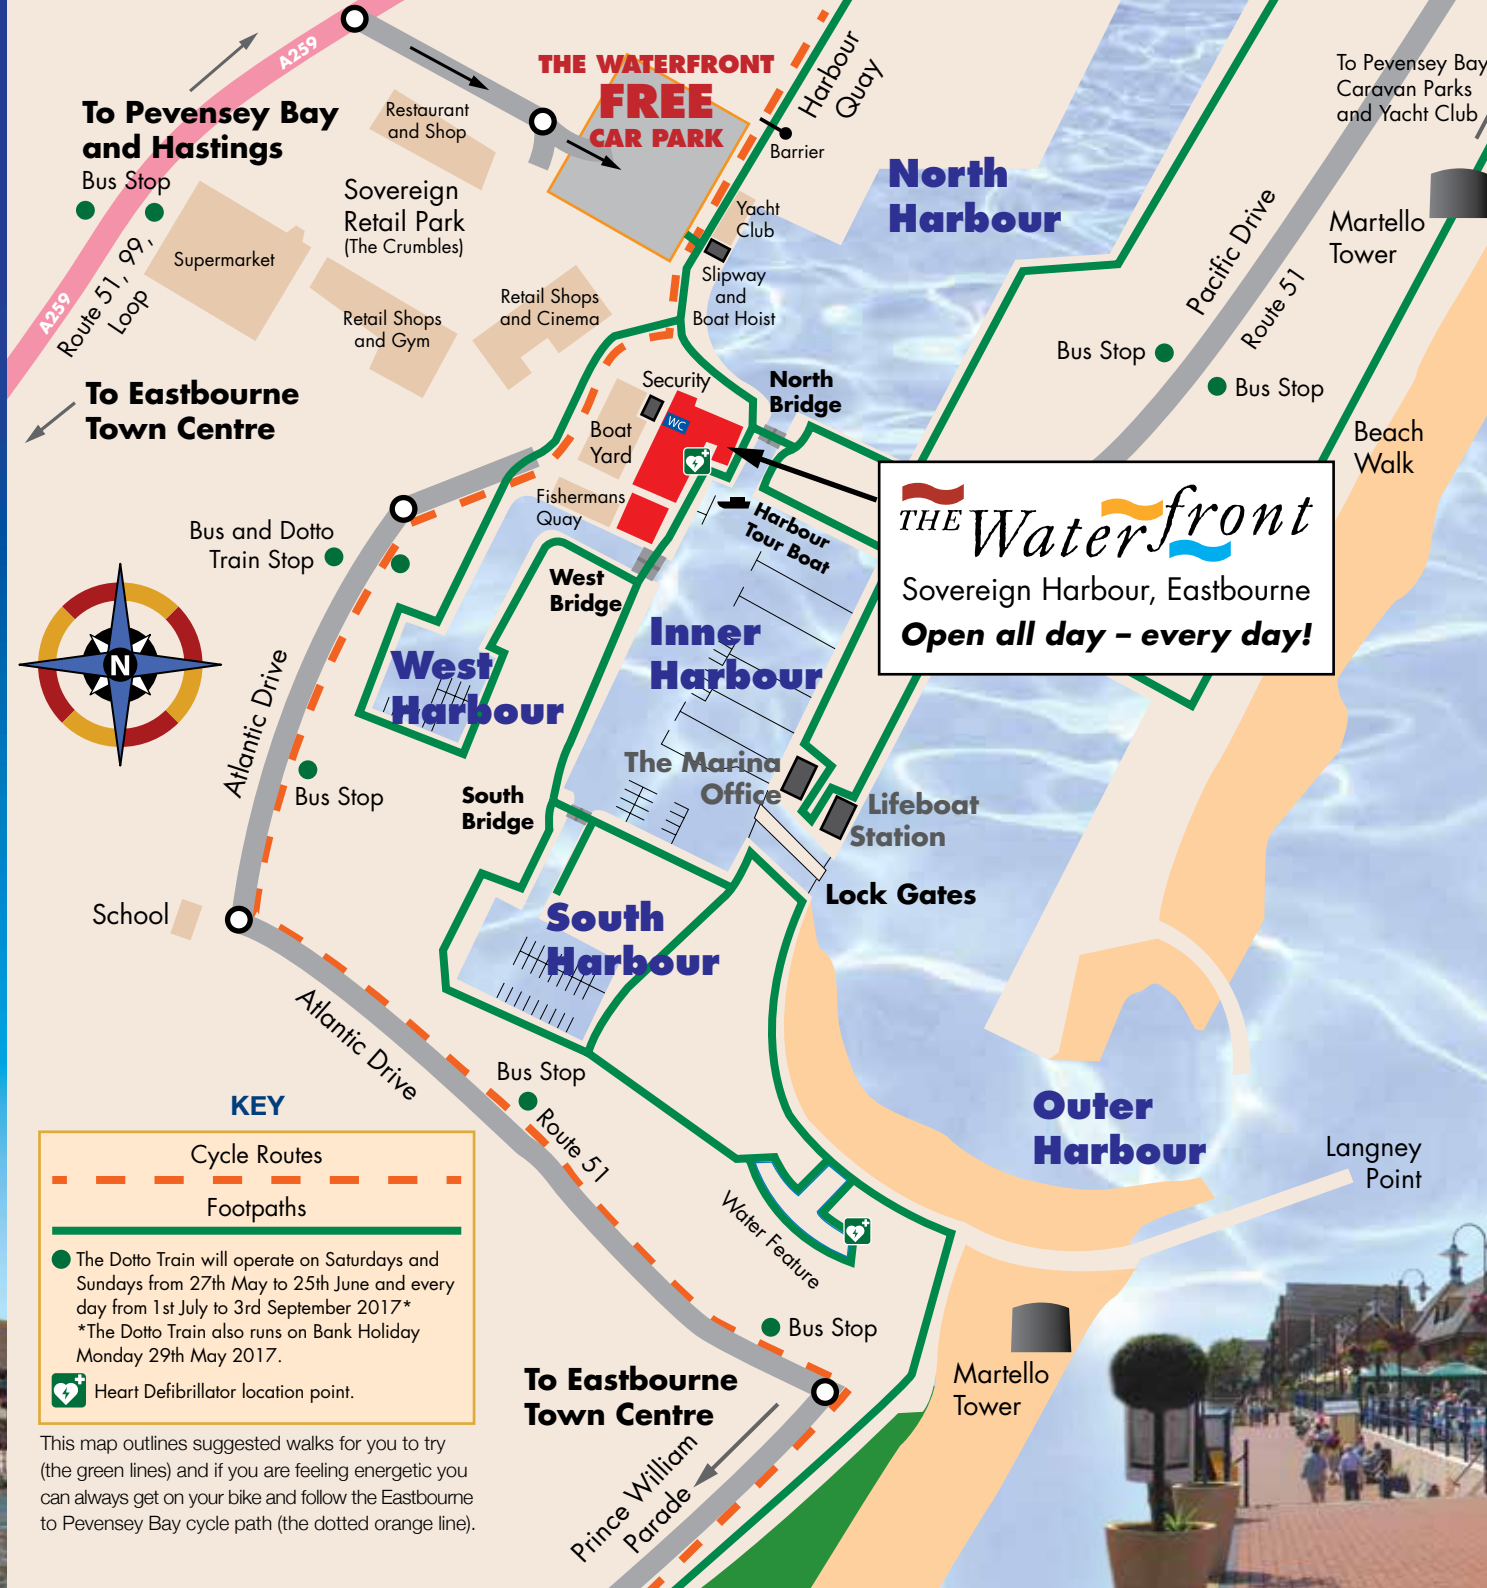 A259
THE WATERFRONT
FREE
CAR PARK
Harbour
Quay
To Pevensey Bay
Caravan Parks
and Yacht Club
To Pevensey Bay
and Hastings
Restaurant
and Shop
Barrier
North
Harbour
Bus Stop
Sovereign
Retail Park
(The Crumbles)
Yacht
Club
Pacific Drive
Martello
Tower
Supermarket
Route 51, 99,
Loop
A259
Slipway
and
Boat Hoist
Retail Shops
and Cinema
Retail Shops
and Gym
Route 51
Bus Stop
Bus Stop
To Eastbourne
Town Centre
Security
North
Bridge
WC
Boat
Yard
Beach
Walk
Fishermans
Quay
Harbour
Tour Boat
THE Waterfront
Sovereign Harbour, Eastbourne
Open all day – every day!
Bus and Dotto
Train Stop
West
Bridge
N
Inner
Harbour
West
Harbour
Atlantic Drive
The Marina
Office
Bus Stop
South
Bridge
Lifeboat
Station
Lock Gates
School
South
Harbour
Atlantic Drive
Bus Stop
Route 51
Outer
Harbour
Langney
Point
Water Feature
KEY
Cycle Routes
Footpaths
The Dotto Train will operate on Saturdays and
Sundays from 27th May to 25th June and every
day from 1st July to 3rd September 2017*
*The Dotto Train also runs on Bank Holiday
Monday 29th May 2017.
Heart Defibrillator location point.
Bus Stop
Martello
Tower
To Eastbourne
Town Centre
Prince William
Parade
This map outlines suggested walks for you to try
(the green lines) and if you are feeling energetic you
can always get on your bike and follow the Eastbourne
to Pevensey Bay cycle path (the dotted orange line).